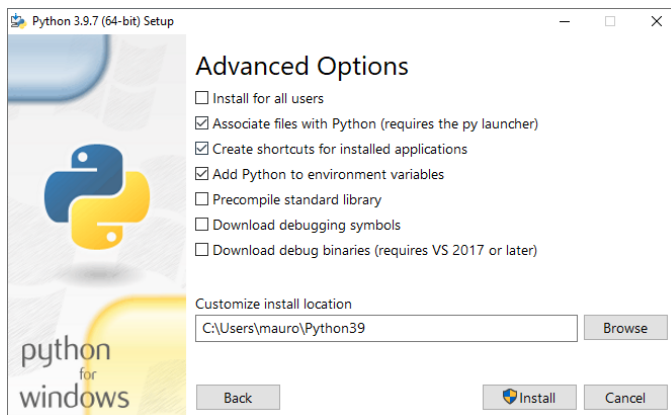 Python 3.9.7 (64-bit) Setup
Advanced Options
Install for all users
Associate files with Python (requires the py launcher)
Create shortcuts for installed applications
Add Python to environment variables
Precompile standard library
Download debugging symbols
Download debug binaries (requires VS 2017 or later)
Customize install location
C:\Users\mauro\Python39
Browse
python
for
windows
Back
Install
Cancel